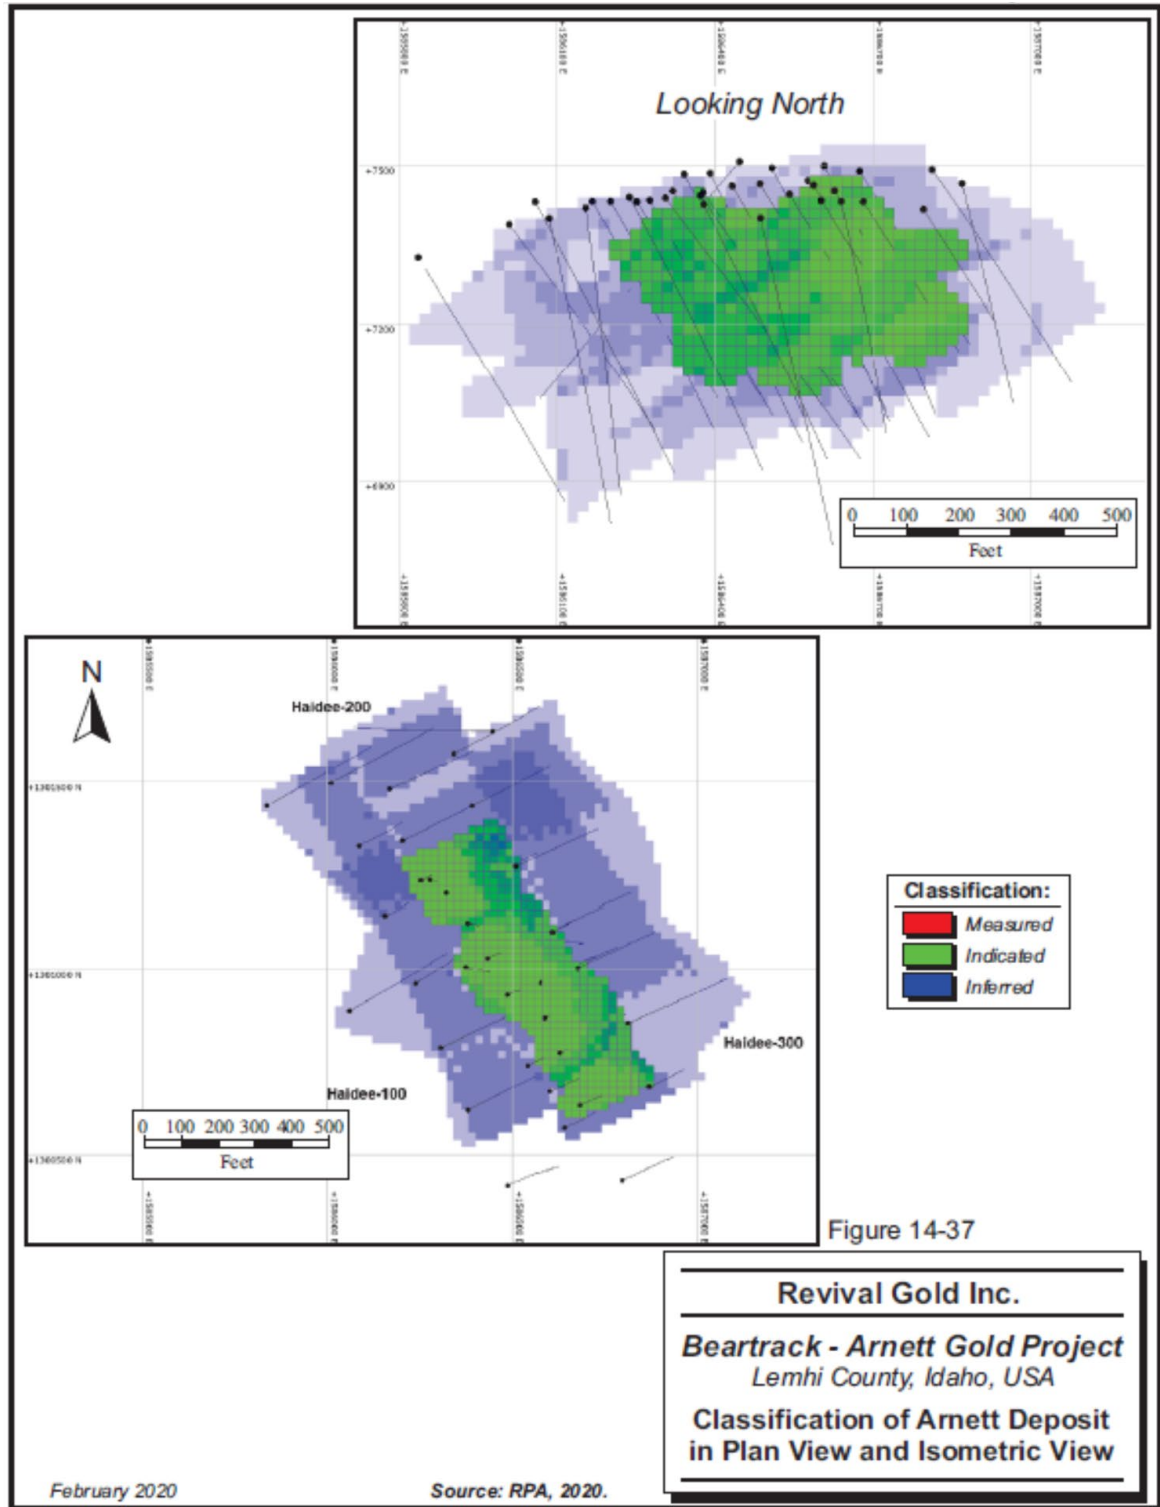 Looking North
+7500
+7200
+6900
0 100 200 300 400 500
Feet
N
Haidee-200
Haidee-300
Haidee-100
0 100 200 300 400 500
Feet
Classification:
Measured
Indicated
Inferred
Figure 14-37
Revival Gold Inc.
Beartrack - Arnett Gold Project
Lemhi County, Idaho, USA
Classification of Arnett Deposit
in Plan View and Isometric View
February 2020
Source: RPA, 2020.